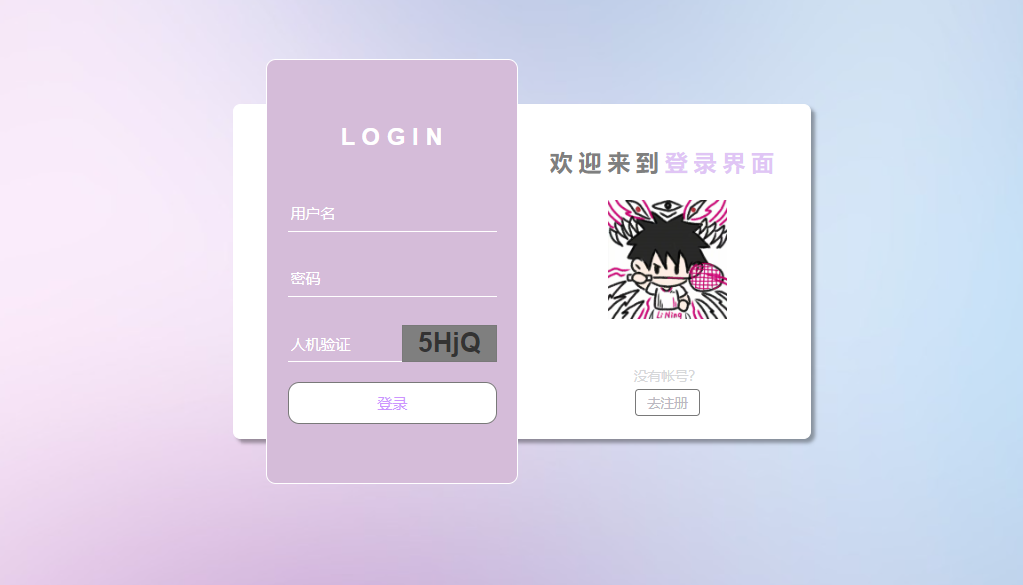 LOGIN
用户名
密码
人机验证
5HjQ
登录
欢迎来到登录界面
Li Ning
没有帐号?
去注册